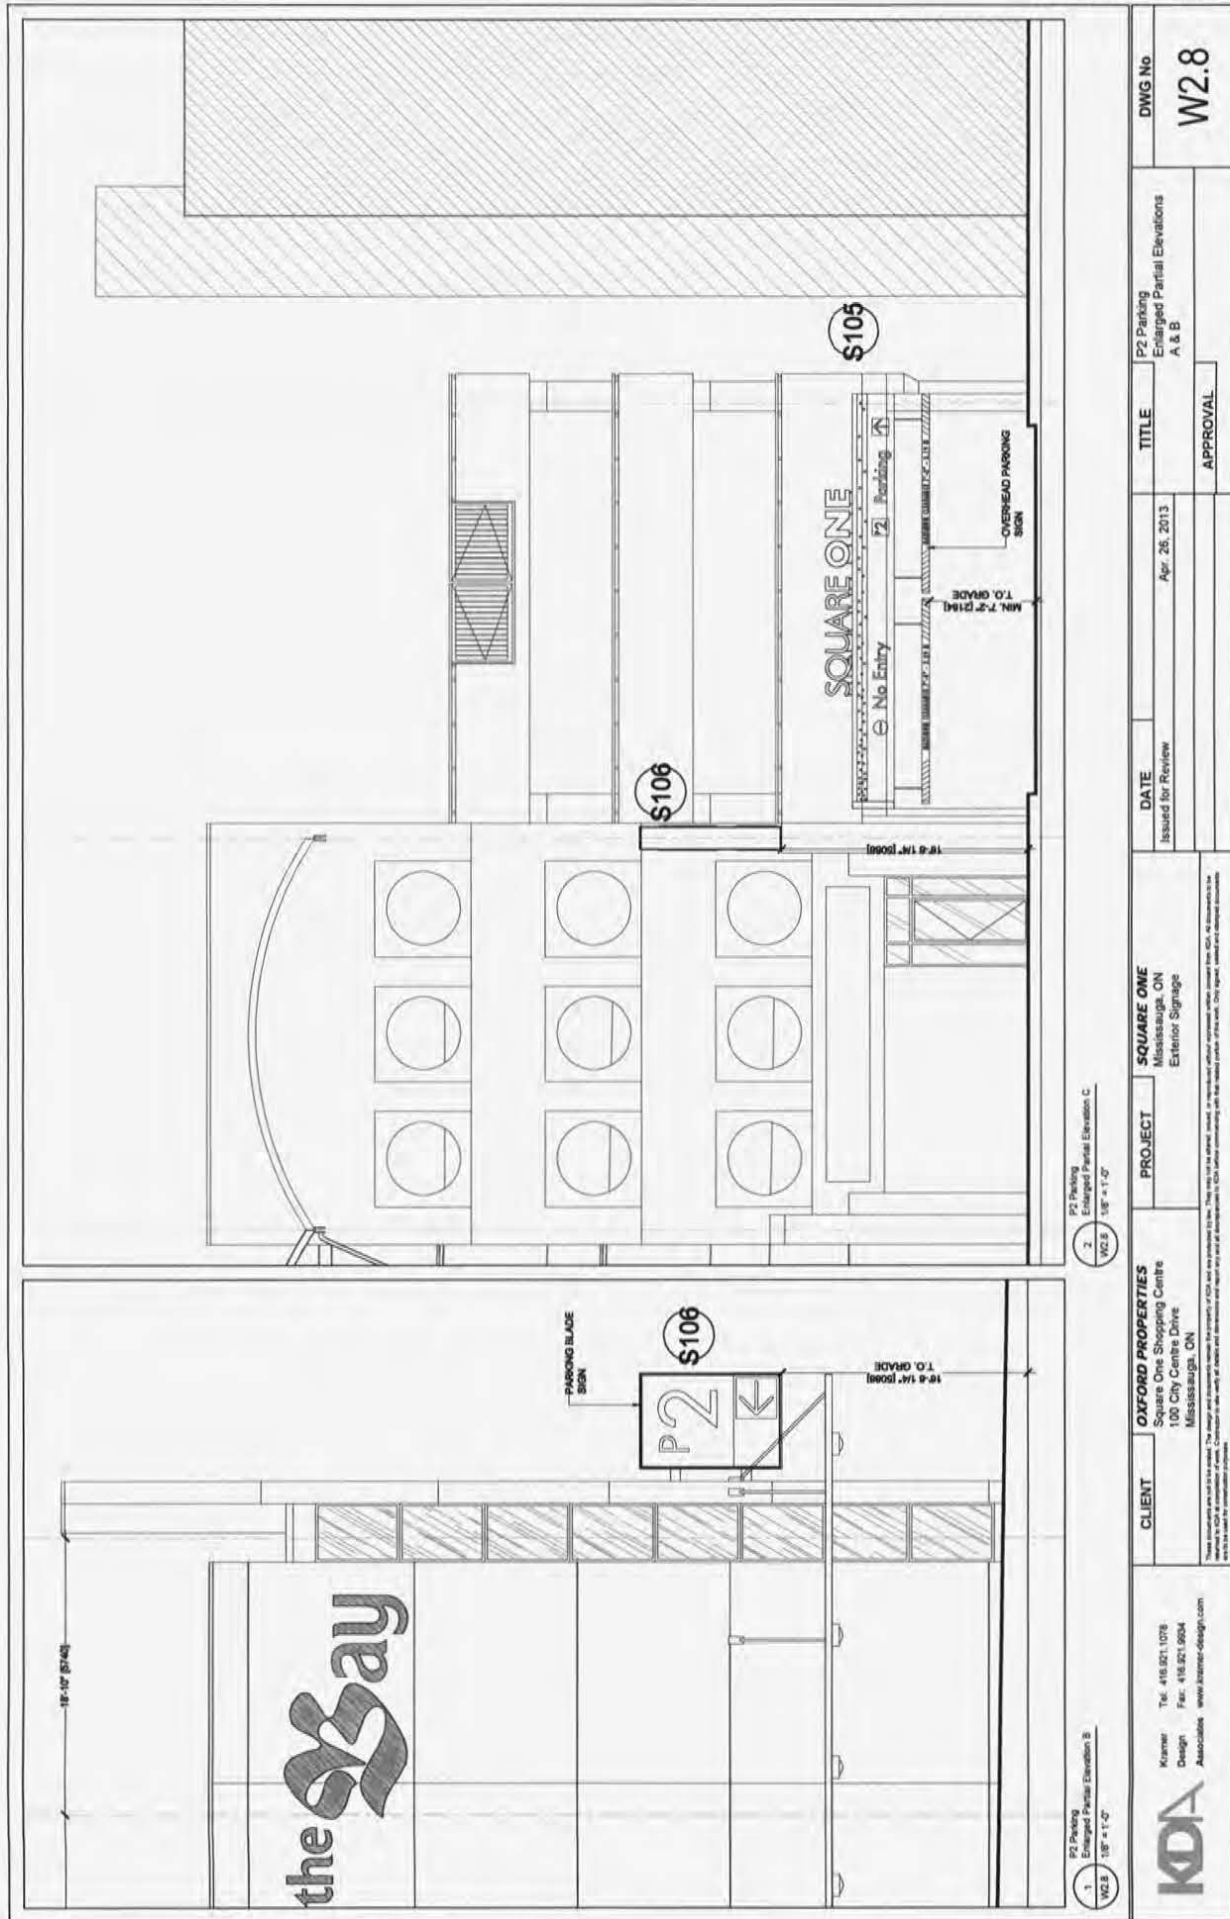 18'-10" [5740]
the Bay
PARKING BLADE
SIGN
P2
S106
16'-8 1/4" [5086]
T.O. GRADE
1
W2.8
P2 Parking
Enlarged Partial Elevation B
1/8" = 1'-0"
S106
16'-8 1/4" [5086]
SQUARE ONE
No Entry
P2 Parking
S105
MIN. 7'-2" [2184]
T.O. GRADE
OVERHEAD PARKING
SIGN
2
W2.8
P2 Parking
Enlarged Partial Elevation C
1/8" = 1'-0"
KDA
Kramer
Design
Associates
Tel: 416.921.1078
Fax: 416.921.9934
www.kramer-design.com
CLIENT
OXFORD PROPERTIES
Square One Shopping Centre
100 City Centre Drive
Mississauga, ON
PROJECT
SQUARE ONE
Mississauga, ON
Exterior Signage
DATE
Issued for Review Apr. 26, 2013
TITLE
P2 Parking
Enlarged Partial Elevations
A & B
APPROVAL
DWG No
W2.8